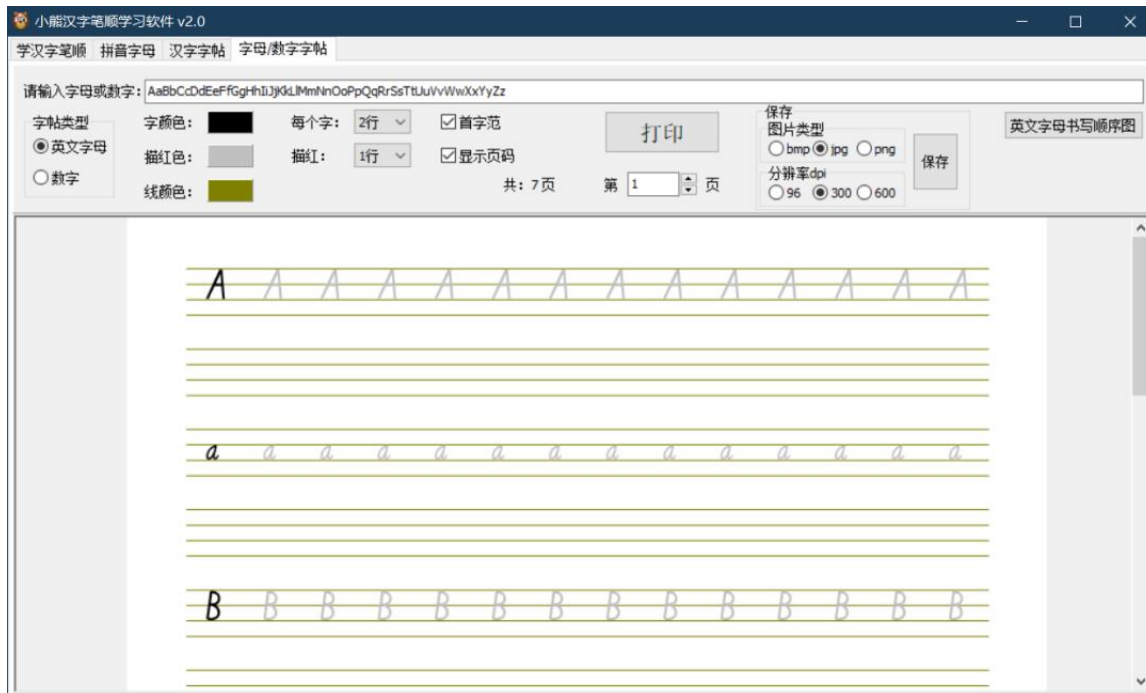 小熊汉字笔顺学习软件 v2.0
学汉字笔顺 拼音字母 汉字字帖 字母/数字字帖
请输入字母或数字: AaBbCcDdEeFfGgHhIiJjKkLlMmNnOoPpQqRrSsTtUuVvWwXxYyZz
字帖类型 字颜色: 每个字: 2行 首字范 打印 保存 图片类型 英文字母书写顺序图
英文字母 描红色: 描红: 1行 显示页码 bmp jpg png 保存
数字 线颜色: 共: 7页 第 1 页 分辨率dpi 96 300 600
A A A A A A A A A A A A A A
a a a a a a a a a a a a a a
B B B B B B B B B B B B B B